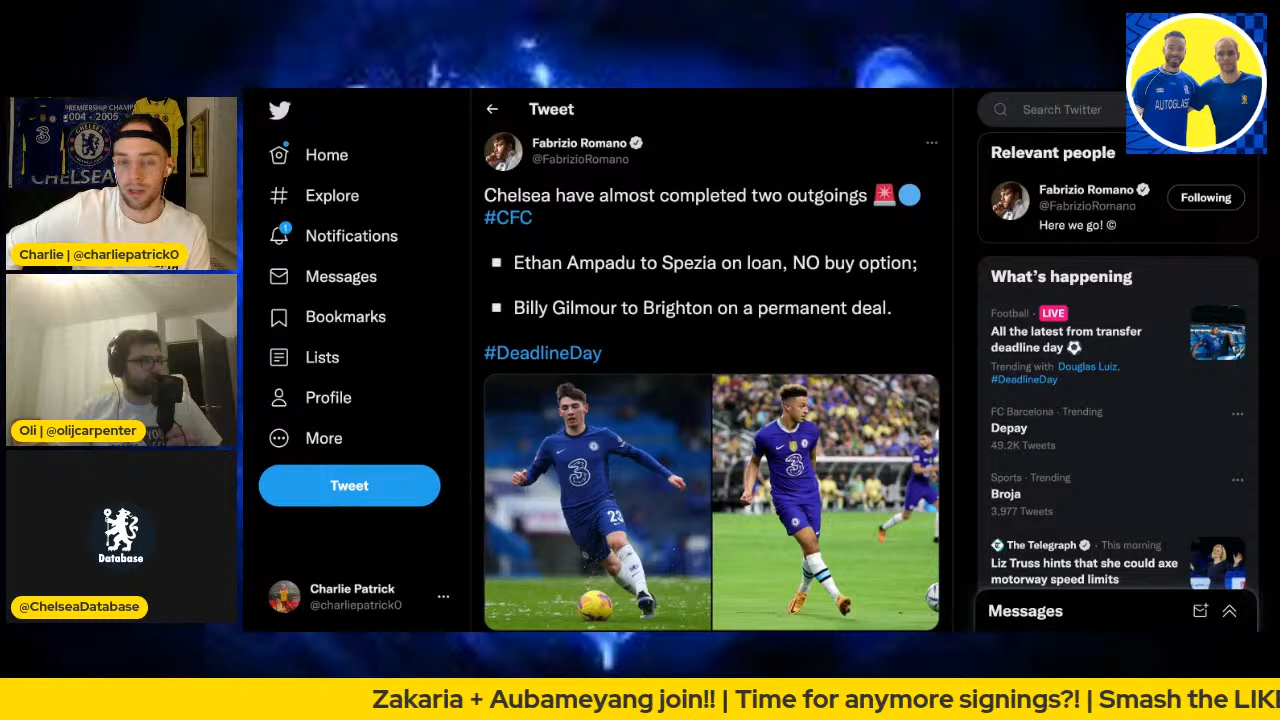 PREMIERSHIP CHAMP
2004 - 2005
CHELSEA
Charlie | @charliepatrick0
Oli | @olijcarpenter
Database
@ChelseaDatabase
Home
Explore
1
Notifications
Messages
Bookmarks
Lists
Profile
More
Tweet
Charlie Patrick
@charliepatrick0
Tweet
Fabrizio Romano
@FabrizioRomano
Chelsea have almost completed two outgoings 🚨🔵
#CFC
▪️ Ethan Ampadu to Spezia on loan, NO buy option;
▪️ Billy Gilmour to Brighton on a permanent deal.
#DeadlineDay
3
23
3
Search Twitter
AUTOGLASS
Relevant people
Fabrizio Romano
@FabrizioRomano
Following
Here we go! ©
What's happening
Football · LIVE
All the latest from transfer
deadline day ⚽
Trending with Douglas Luiz,
#DeadlineDay
FC Barcelona · Trending
Depay
49.2K Tweets
Sports · Trending
Broja
3,977 Tweets
The Telegraph · This morning
Liz Truss hints that she could axe
motorway speed limits
Messages
Zakaria + Aubameyang join!! | Time for anymore signings?! | Smash the LIK